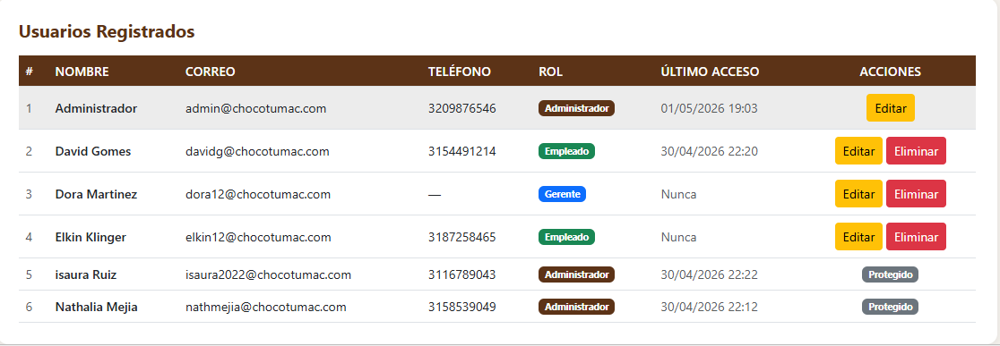 Usuarios Registrados
# NOMBRE CORREO TELÉFONO ROL ÚLTIMO ACCESO ACCIONES
1 Administrador admin@chocotumac.com 3209876546 Administrador 01/05/2026 19:03 Editar
2 David Gomes davidg@chocotumac.com 3154491214 Empleado 30/04/2026 22:20 Editar Eliminar
3 Dora Martinez dora12@chocotumac.com — Gerente Nunca Editar Eliminar
4 Elkin Klinger elkin12@chocotumac.com 3187258465 Empleado Nunca Editar Eliminar
5 isaura Ruiz isaura2022@chocotumac.com 3116789043 Administrador 30/04/2026 22:22 Protegido
6 Nathalia Mejia nathmejia@chocotumac.com 3158539049 Administrador 30/04/2026 22:12 Protegido